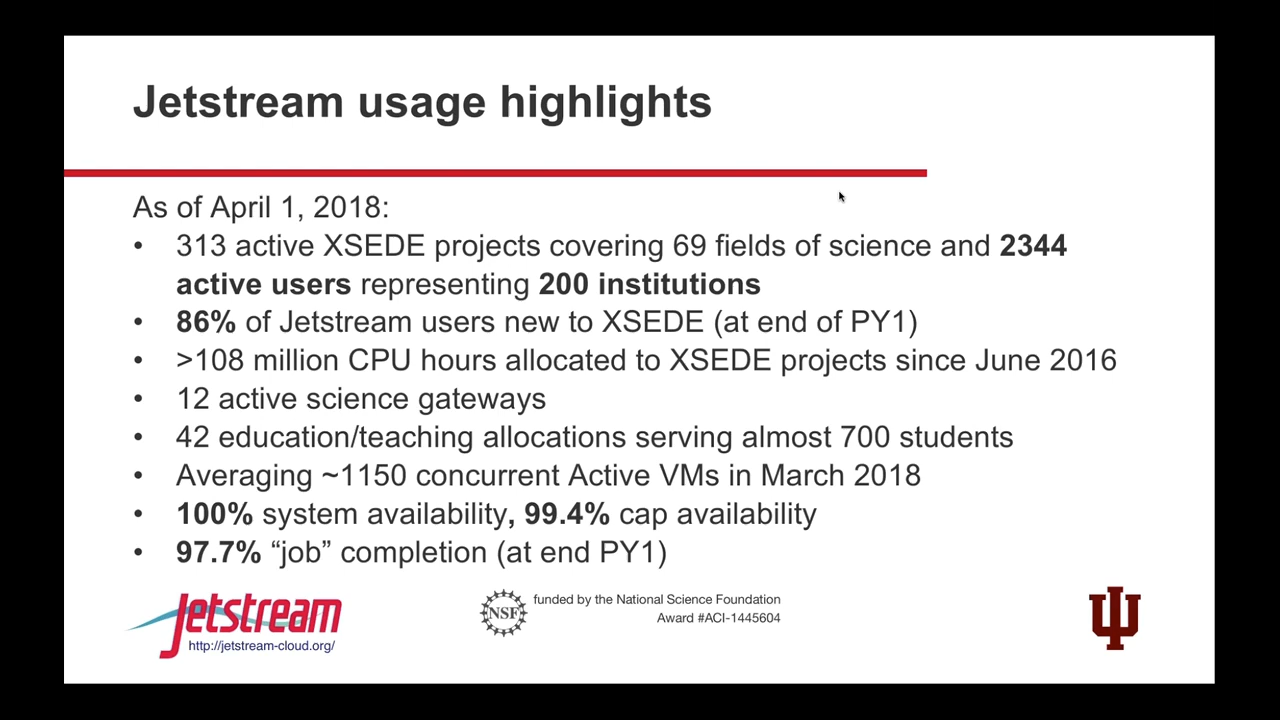 Jetstream usage highlights
As of April 1, 2018:
• 313 active XSEDE projects covering 69 fields of science and 2344
active users representing 200 institutions
• 86% of Jetstream users new to XSEDE (at end of PY1)
• >108 million CPU hours allocated to XSEDE projects since June 2016
• 12 active science gateways
• 42 education/teaching allocations serving almost 700 students
• Averaging ~1150 concurrent Active VMs in March 2018
• 100% system availability, 99.4% cap availability
• 97.7% “job” completion (at end PY1)
Jetstream
http://jetstream-cloud.org/
NSF
funded by the National Science Foundation
Award #ACI-1445604